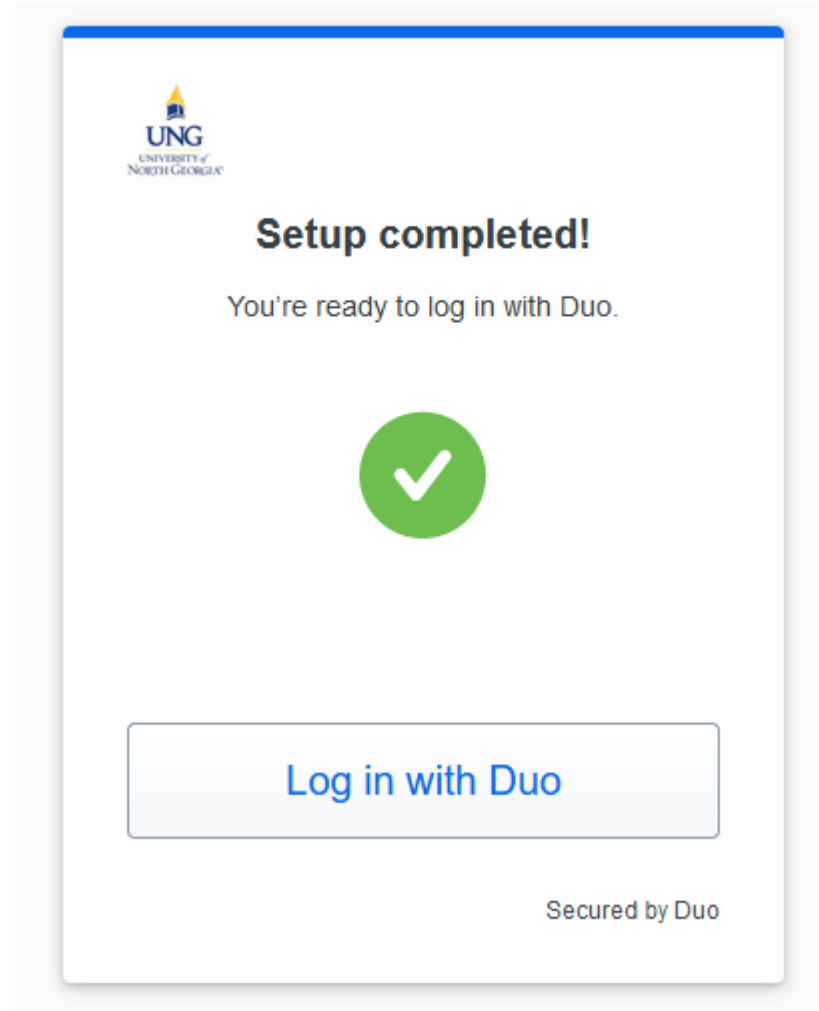 UNG
UNIVERSITY of
NORTH GEORGIA
Setup completed!
You're ready to log in with Duo.
Log in with Duo
Secured by Duo